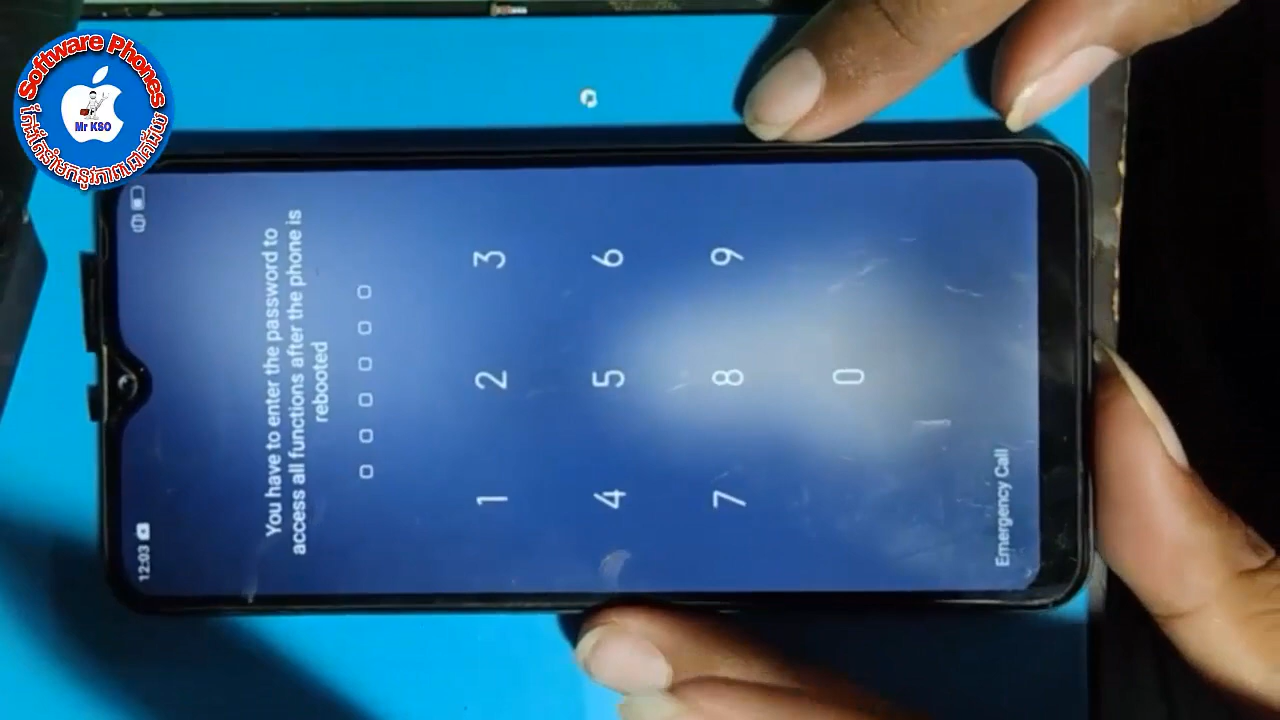 Software Phones
Mr KSO
12:03
You have to enter the password to
access all functions after the phone is
rebooted
1 2 3
4 5 6
7 8 9
0
Emergency Call